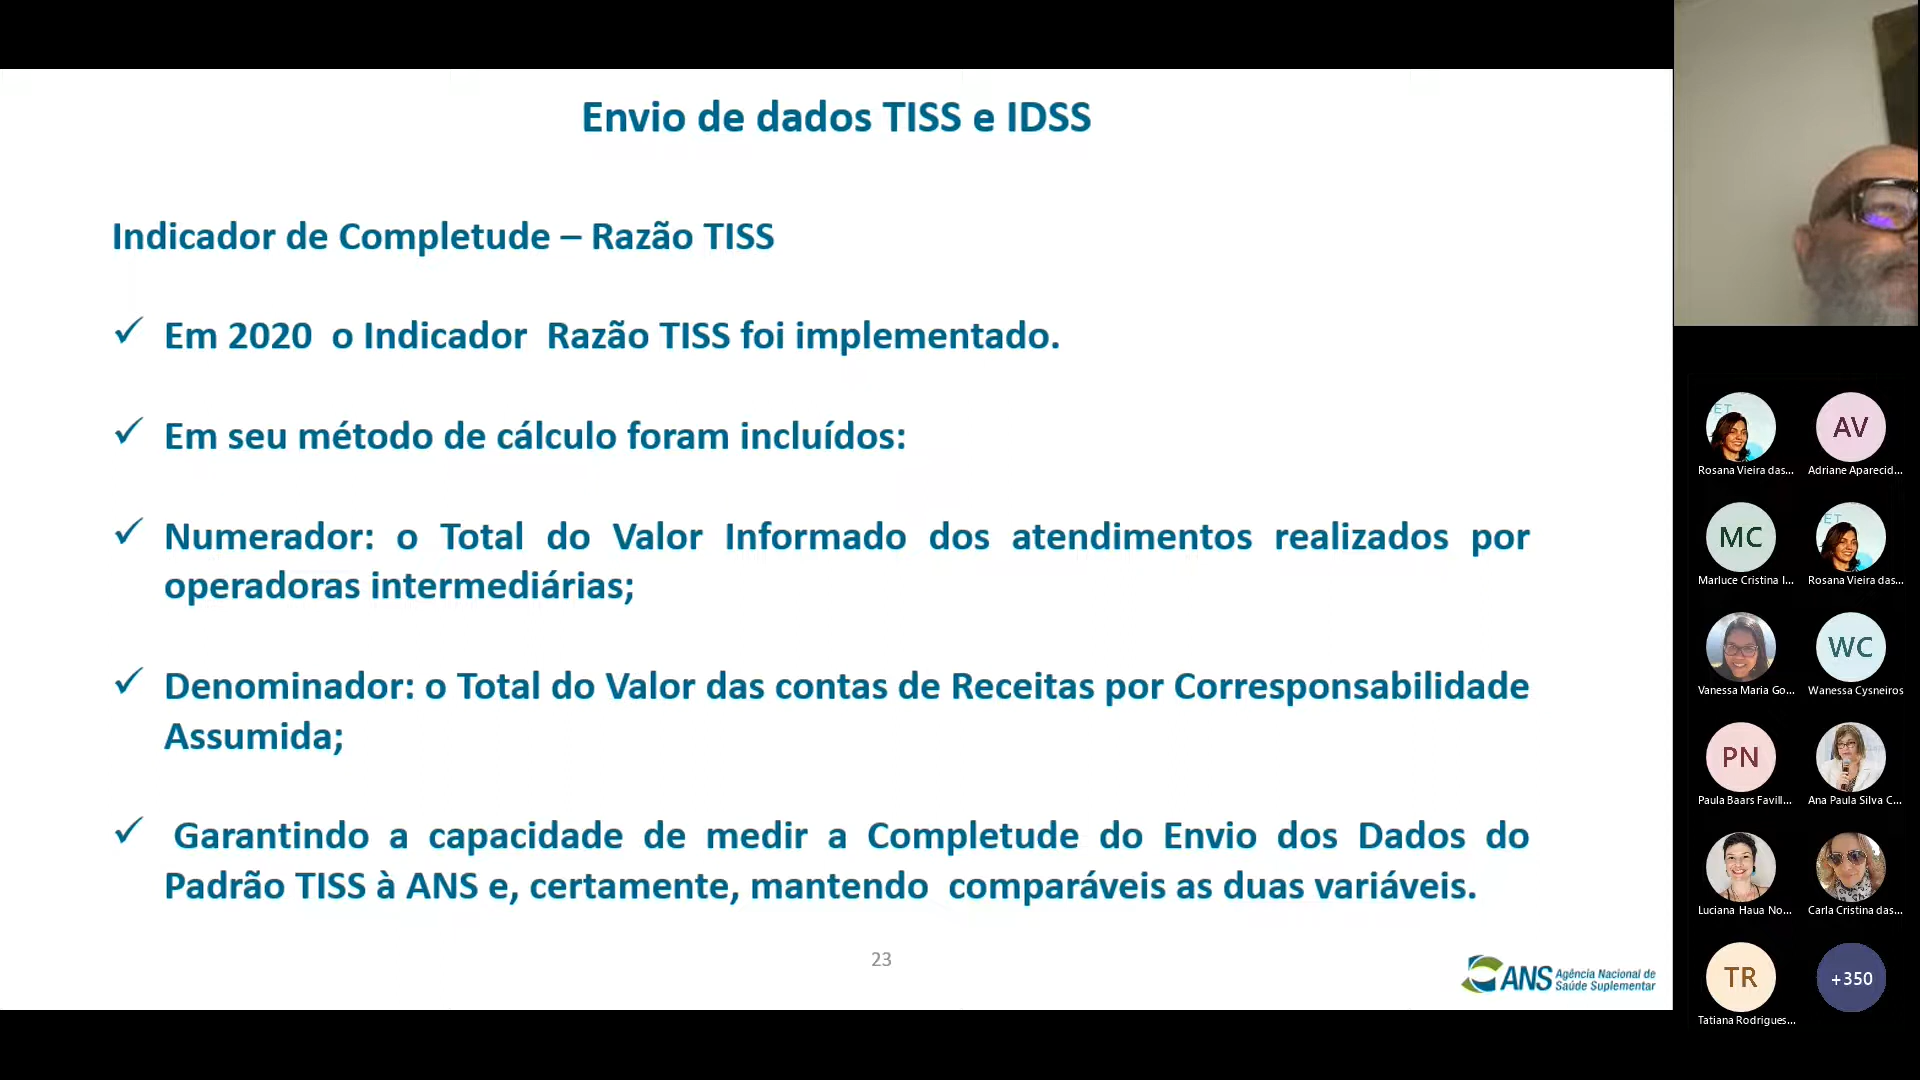 Envio de dados TISS e IDSS
Indicador de Completude – Razão TISS
✓ Em 2020 o Indicador Razão TISS foi implementado.
✓ Em seu método de cálculo foram incluídos:
✓ Numerador: o Total do Valor Informado dos atendimentos realizados por
operadoras intermediárias;
✓ Denominador: o Total do Valor das contas de Receitas por Corresponsabilidade
Assumida;
✓ Garantindo a capacidade de medir a Completude do Envio dos Dados do
Padrão TISS à ANS e, certamente, mantendo comparáveis as duas variáveis.
23
ANS Agência Nacional de
Saúde Suplementar
ET
AV
Rosana Vieira das...
Adriane Aparecid...
MC
ET
Marluce Cristina I...
Rosana Vieira das...
WC
Vanessa Maria Go...
Wanessa Cysneiros
PN
Paula Baars Favill...
Ana Paula Silva C...
Luciana Haua No...
Carla Cristina das...
TR
+350
Tatiana Rodrigues...